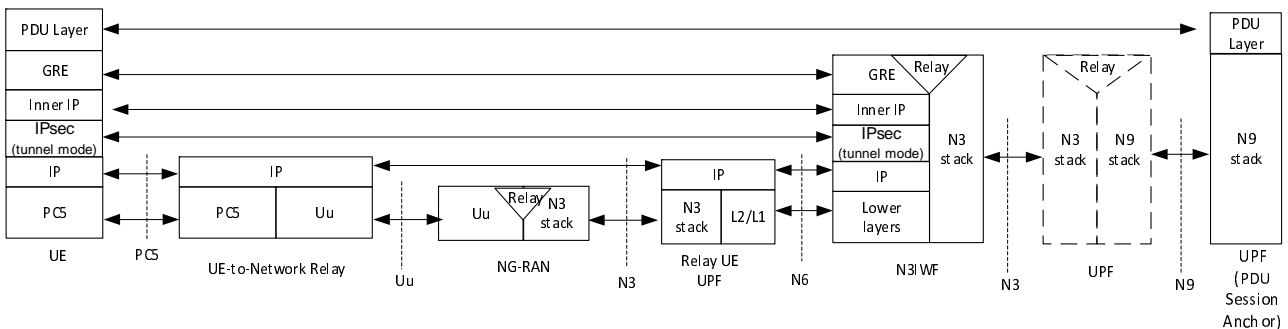 PDU Layer
GRE
Inner IP
IPsec
(tunnel mode)
IP
PC5
UE
PC5
IP
PC5
Uu
UE-to-Network Relay
Uu
Uu
Relay
N3
stack
NG-RAN
N3
IP
N3
stack
L2/L1
Relay UE
UPF
N6
GRE
Relay
Inner IP
IPsec
(tunnel mode)
IP
Lower
layers
N3
stack
N3IWF
N3
Relay
N3
stack
N9
stack
UPF
N9
PDU
Layer
N9
stack
UPF
(PDU
Session
Anchor)